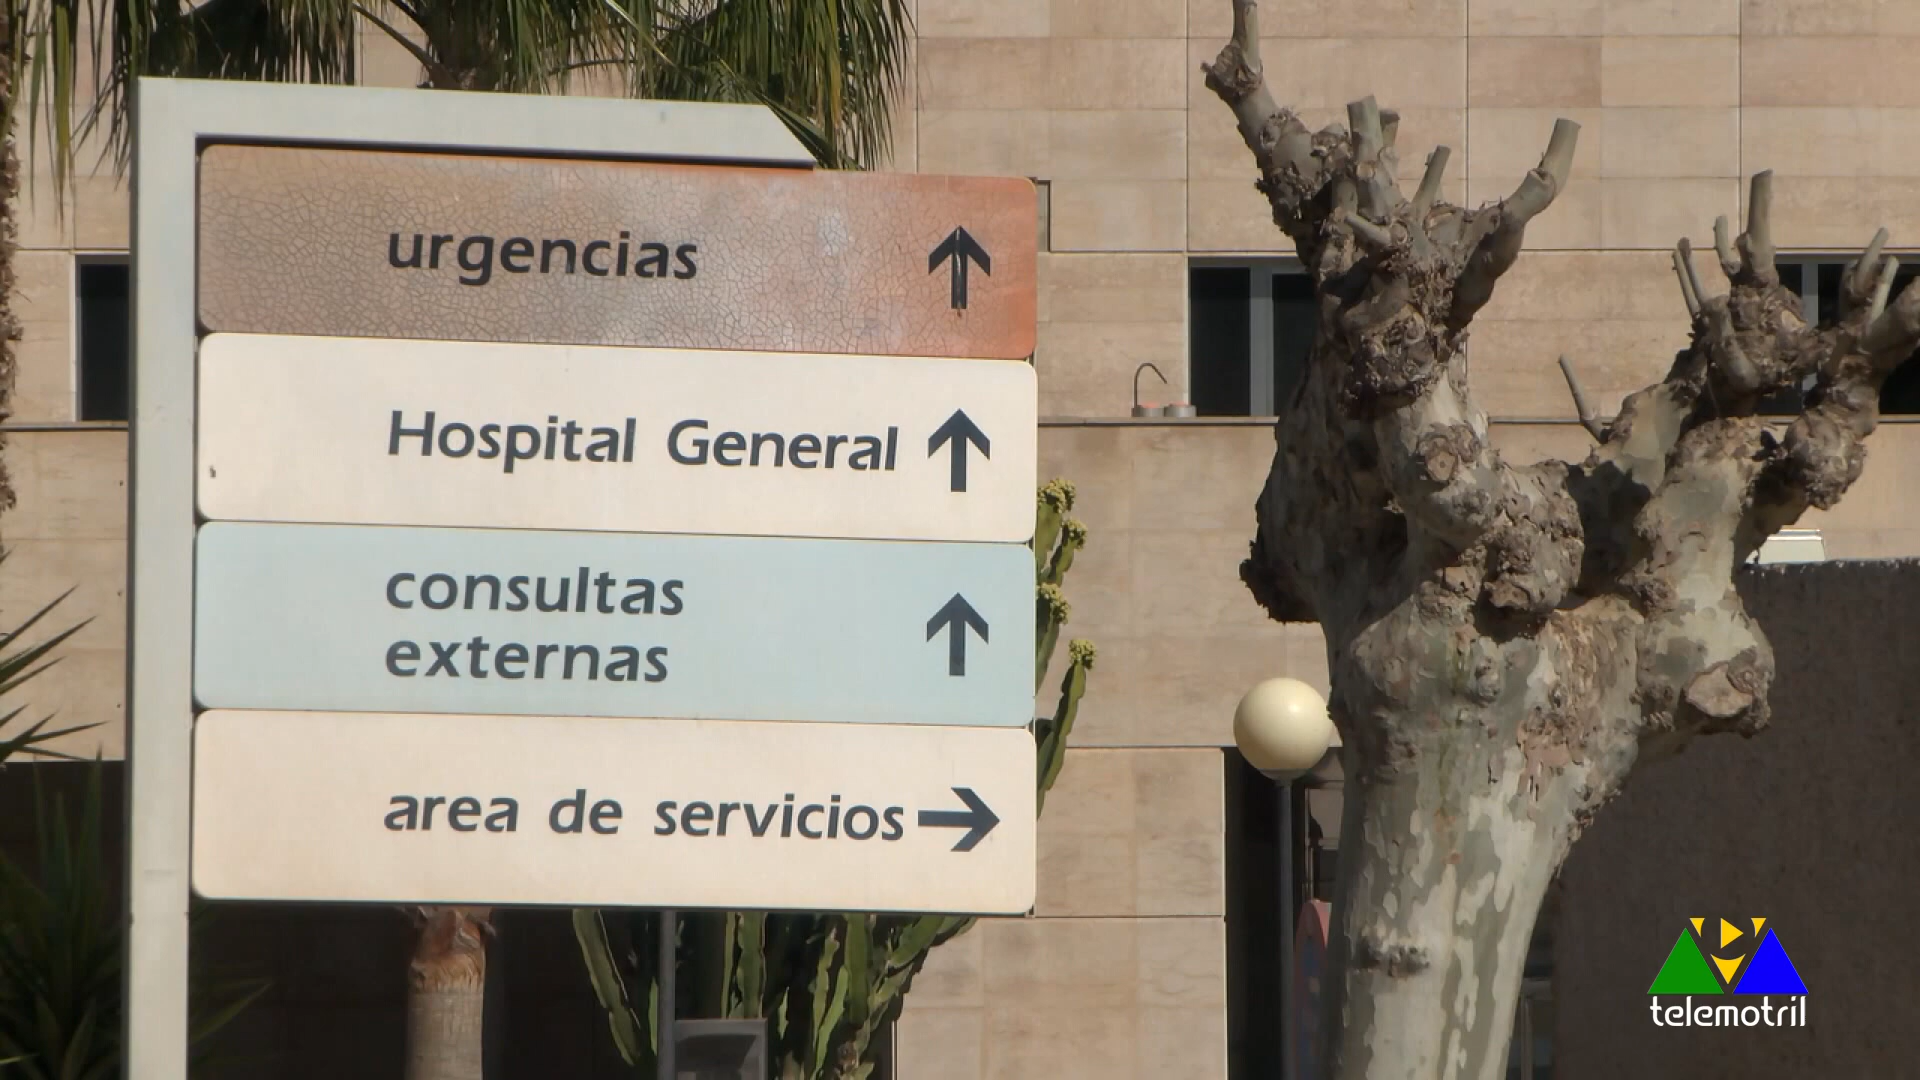 urgencias
Hospital General
consultas
externas
area de servicios
telemotril